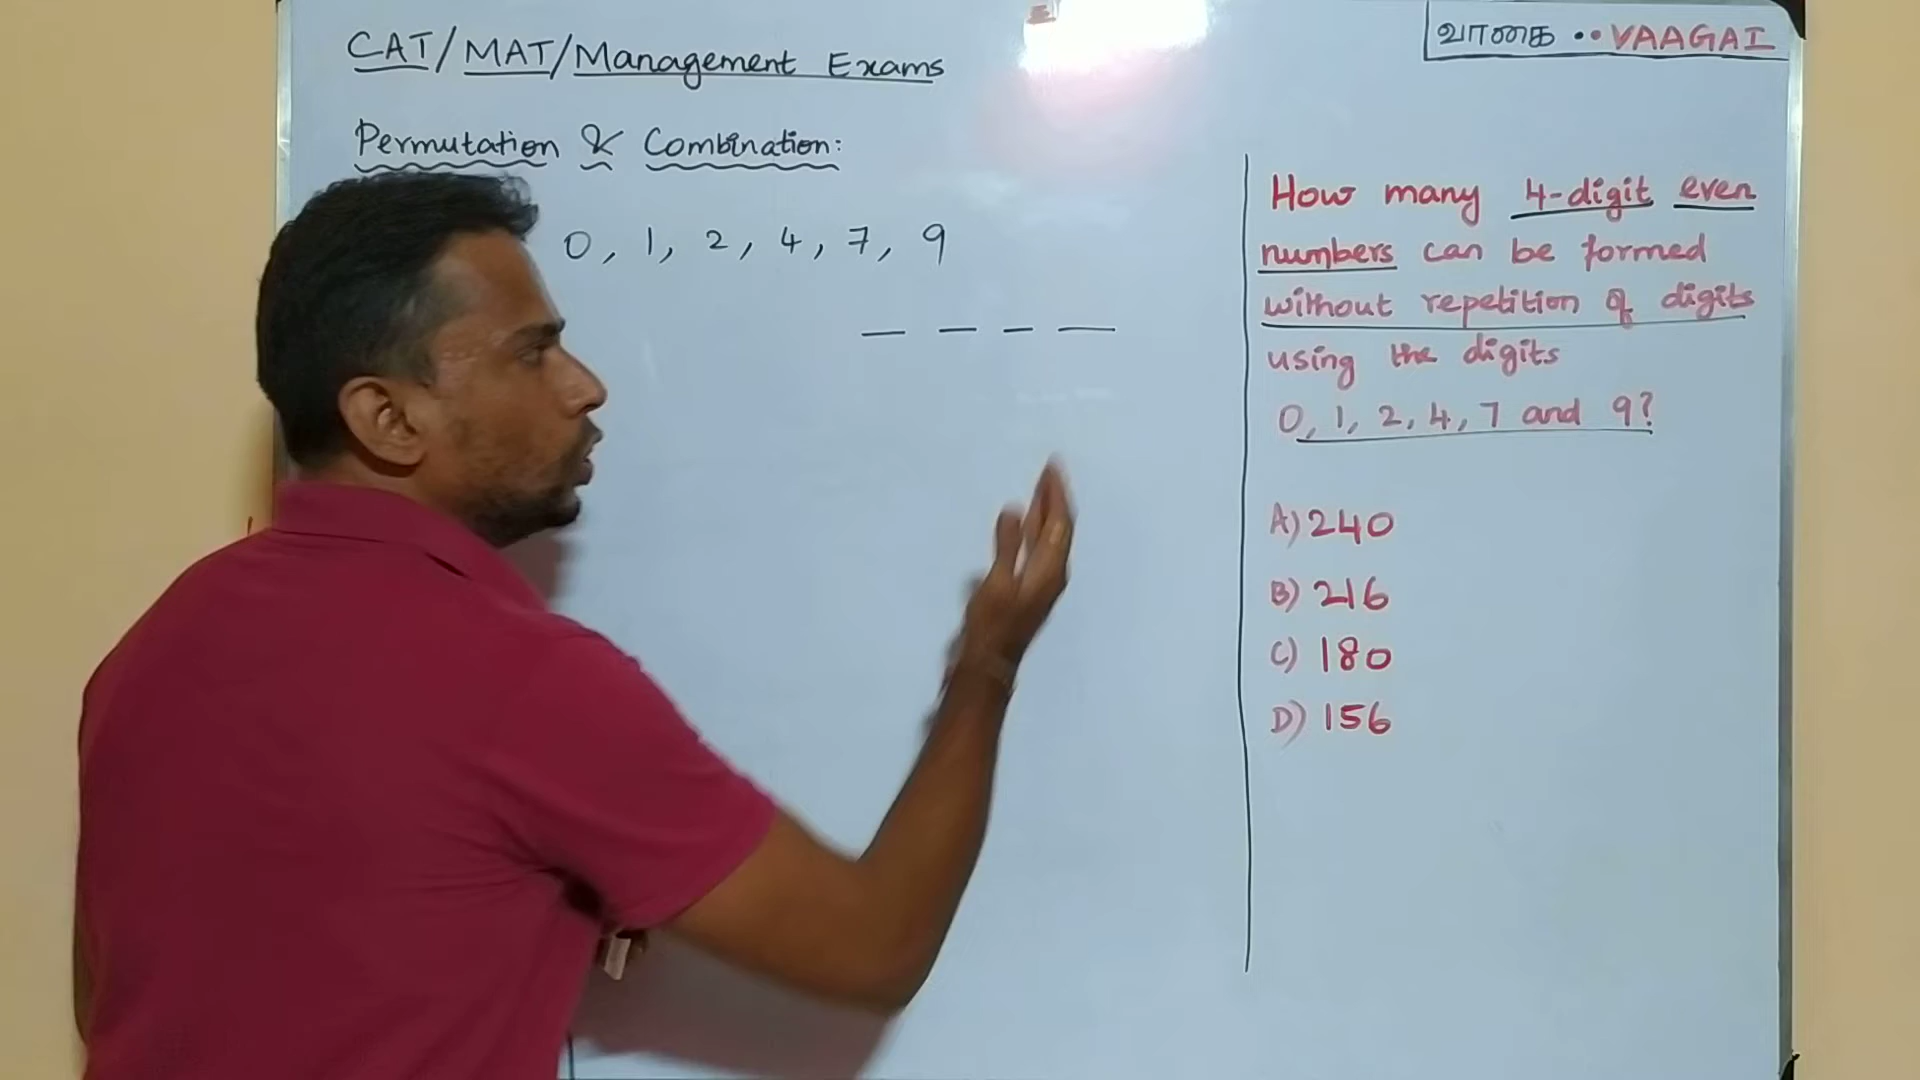 CAT/MAT/Management Exams
வாகை..VAAGAI
Permutation & Combination:
0, 1, 2, 4, 7, 9
How many 4-digit even
numbers can be formed
without repetition of digits
using the digits
0, 1, 2, 4, 7 and 9?
A) 240
B) 216
C) 180
D) 156